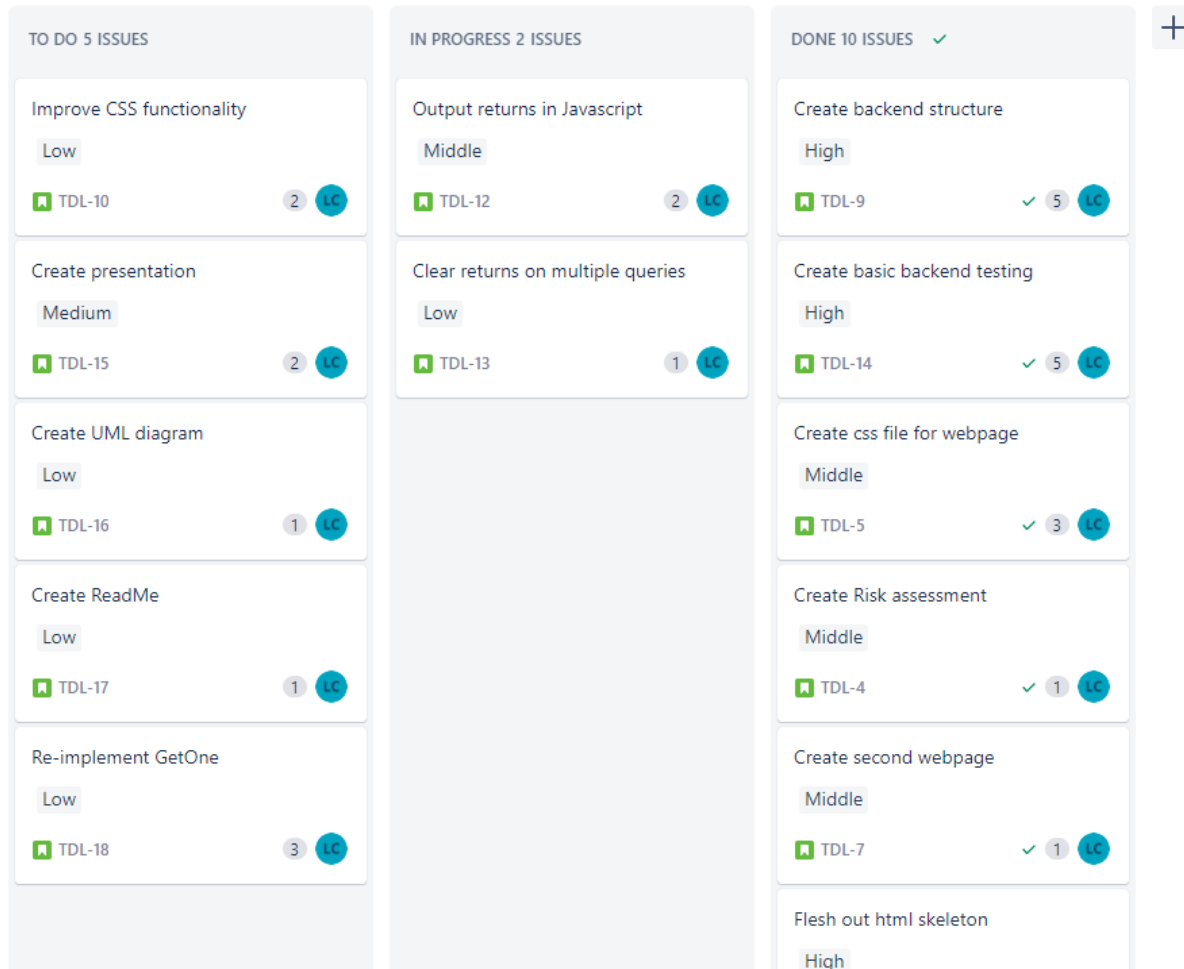 TO DO 5 ISSUES
Improve CSS functionality
Low
TDL-10 2 LC
Create presentation
Medium
TDL-15 2 LC
Create UML diagram
Low
TDL-16 1 LC
Create ReadMe
Low
TDL-17 1 LC
Re-implement GetOne
Low
TDL-18 3 LC
IN PROGRESS 2 ISSUES
Output returns in Javascript
Middle
TDL-12 2 LC
Clear returns on multiple queries
Low
TDL-13 1 LC
DONE 10 ISSUES
Create backend structure
High
TDL-9 5 LC
Create basic backend testing
High
TDL-14 5 LC
Create css file for webpage
Middle
TDL-5 3 LC
Create Risk assessment
Middle
TDL-4 1 LC
Create second webpage
Middle
TDL-7 1 LC
Flesh out html skeleton
High